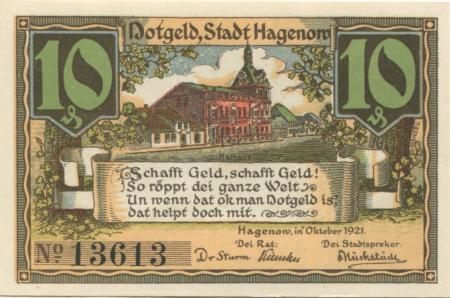 Notgeld, Stadt Hagenow
10 10
Rathaus
Schafft Geld, schafft Geld!
So röppt dei ganze Welt.
Un wenn dat ok man Notgeld is,
dat helpt doch mit.
Hagenow, in Oktober 1921.
Dei Rat: Dei Stadtspreker:
Dr Sturm
No. 13613